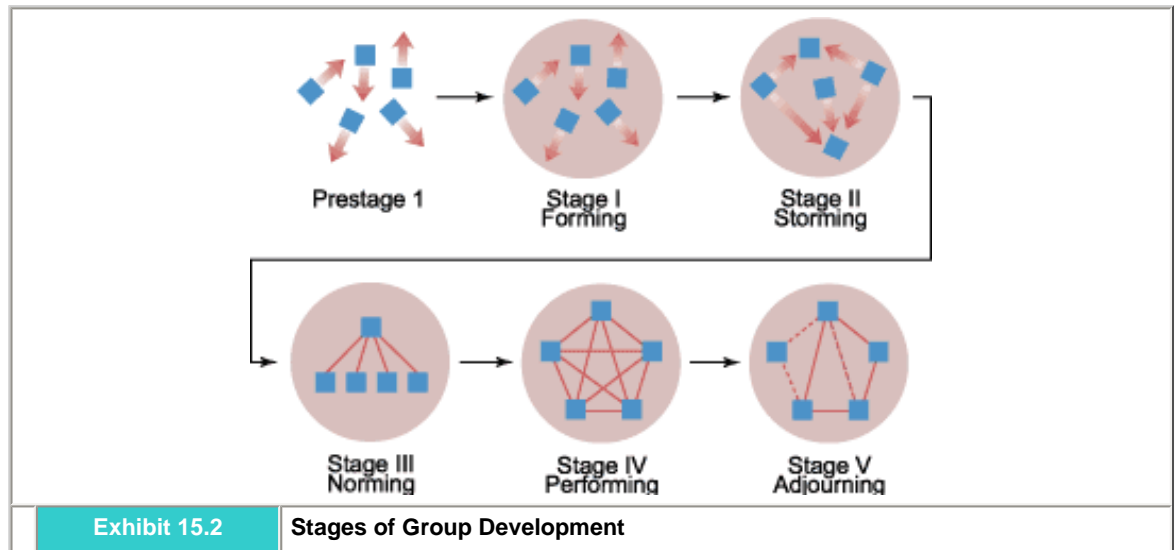 Prestage 1
Stage I
Forming
Stage II
Storming
Stage III
Norming
Stage IV
Performing
Stage V
Adjourning
Exhibit 15.2
Stages of Group Development